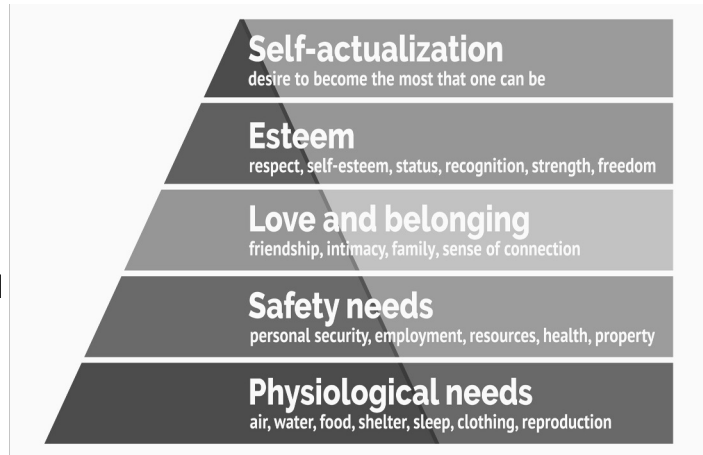 Self-actualization
desire to become the most that one can be
Esteem
respect, self-esteem, status, recognition, strength, freedom
Love and belonging
friendship, intimacy, family, sense of connection
Safety needs
personal security, employment, resources, health, property
Physiological needs
air, water, food, shelter, sleep, clothing, reproduction